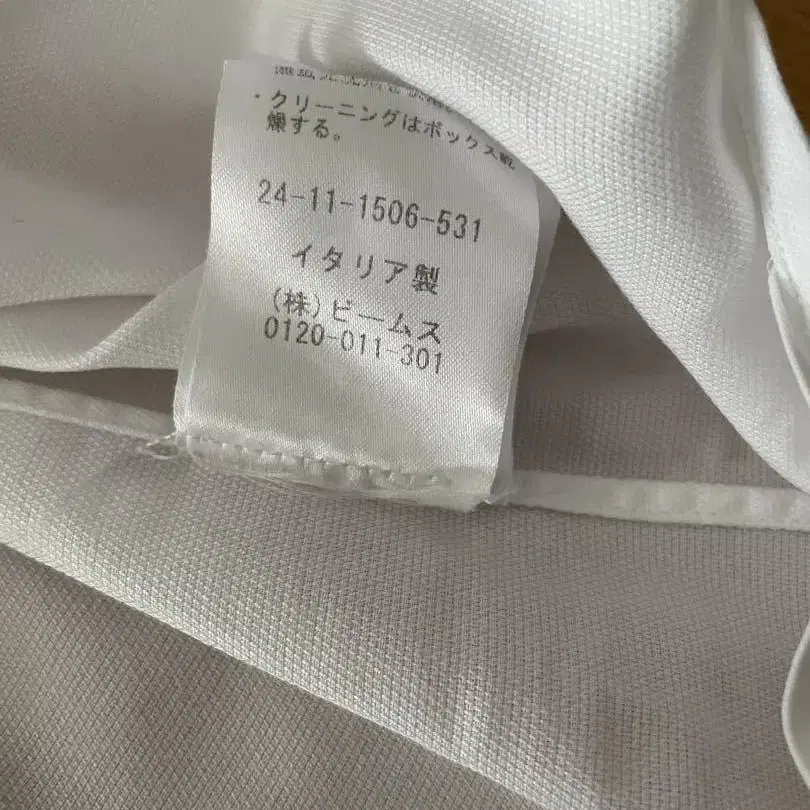 ・クリーニングはボックス乾
燥する。
24-11-1506-531
イタリア製
(株)ビームス
0120-011-301